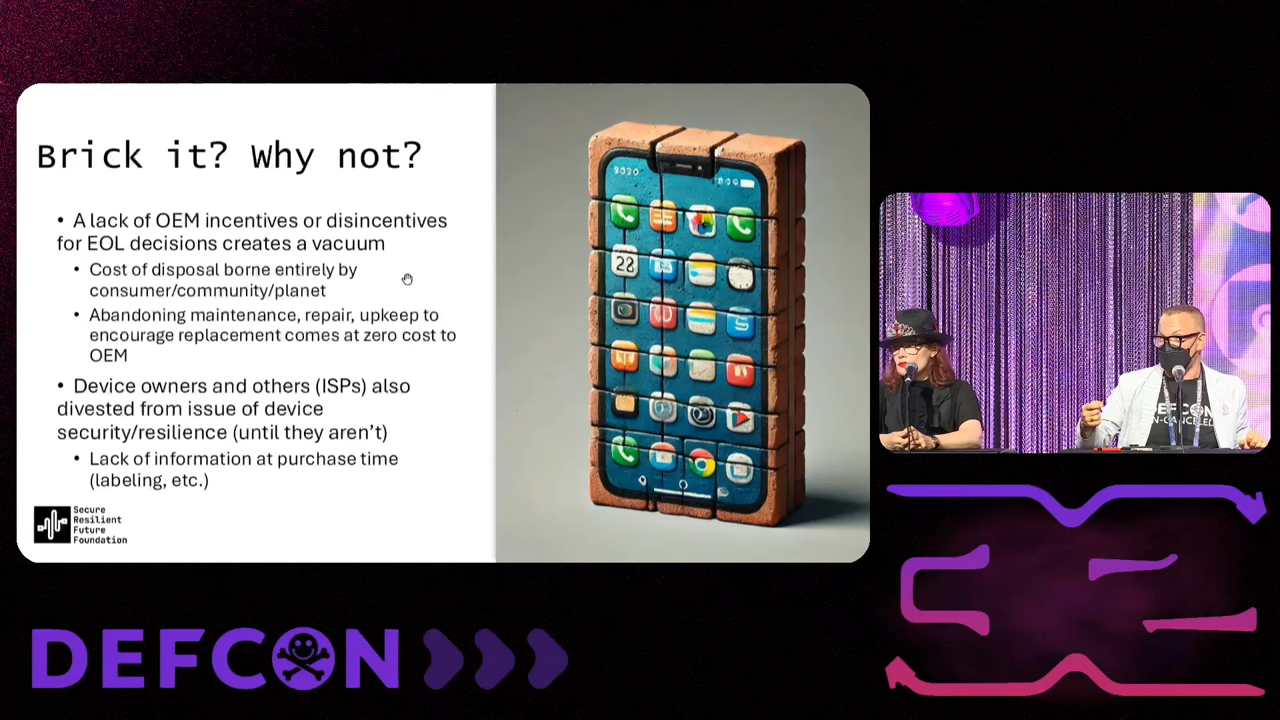 Brick it? Why not?
• A lack of OEM incentives or disincentives
for EOL decisions creates a vacuum
• Cost of disposal borne entirely by
consumer/community/planet
• Abandoning maintenance, repair, upkeep to
encourage replacement comes at zero cost to
OEM
• Device owners and others (ISPs) also
divested from issue of device
security/resilience (until they aren’t)
• Lack of information at purchase time
(labeling, etc.)
Secure
Resilient
Future
Foundation
28
DEFCON